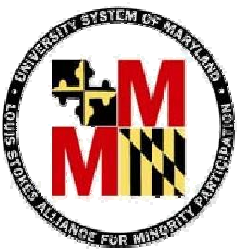 UNIVERSITY SYSTEM OF MARYLAND
LOUIS STOKES ALLIANCE FOR MINORITY PARTICIPATION
M
M